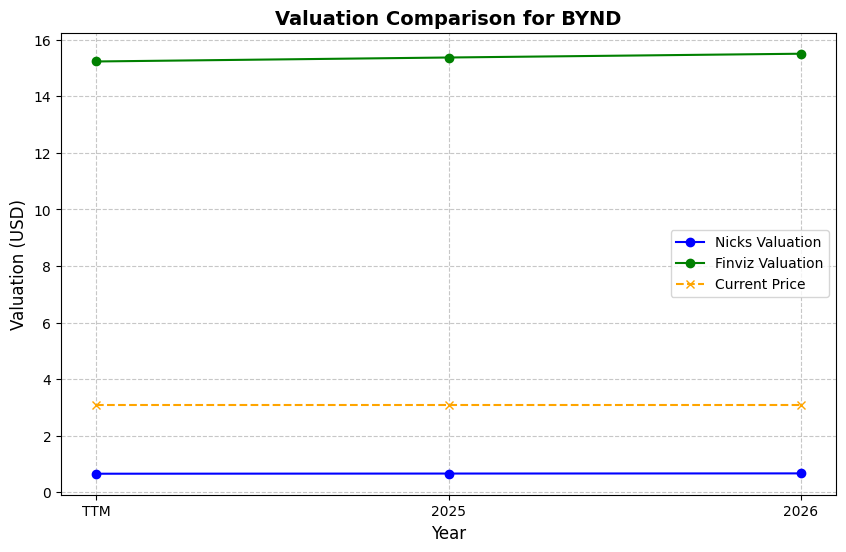 Valuation Comparison for BYND
Valuation (USD)
16
14
12
10
8
6
4
2
0
Nicks Valuation
Finviz Valuation
Current Price
TTM
2025
2026
Year